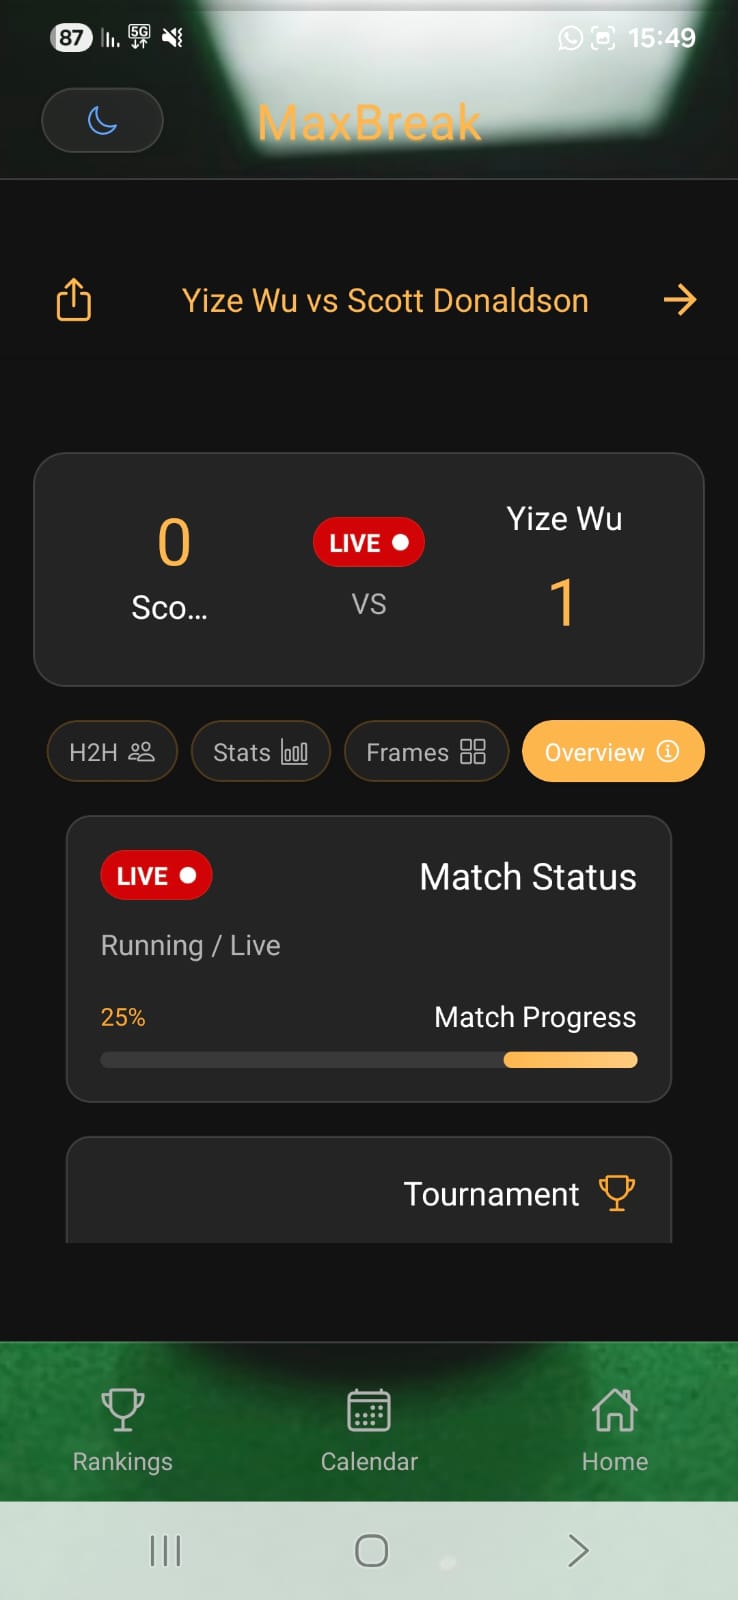 87 5G 15:49
MaxBreak
Yize Wu vs Scott Donaldson
Yize Wu
1
LIVE
VS
0
Sco...
Overview Frames Stats H2H
Match Status LIVE
Running / Live
Match Progress 25%
Tournament
Home Calendar Rankings